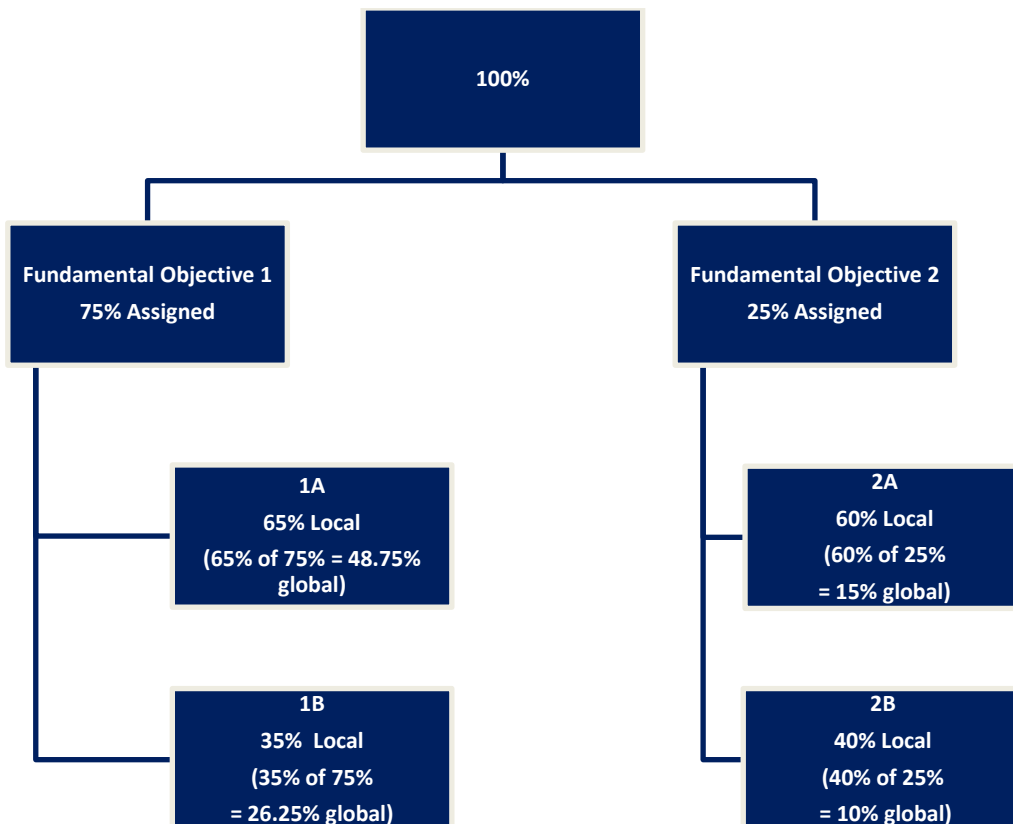 100%
Fundamental Objective 1
75% Assigned
Fundamental Objective 2
25% Assigned
1A
65% Local
(65% of 75% = 48.75%
global)
2A
60% Local
(60% of 25%
= 15% global)
1B
35%  Local
(35% of 75%
= 26.25% global)
2B
40% Local
(40% of 25%
= 10% global)